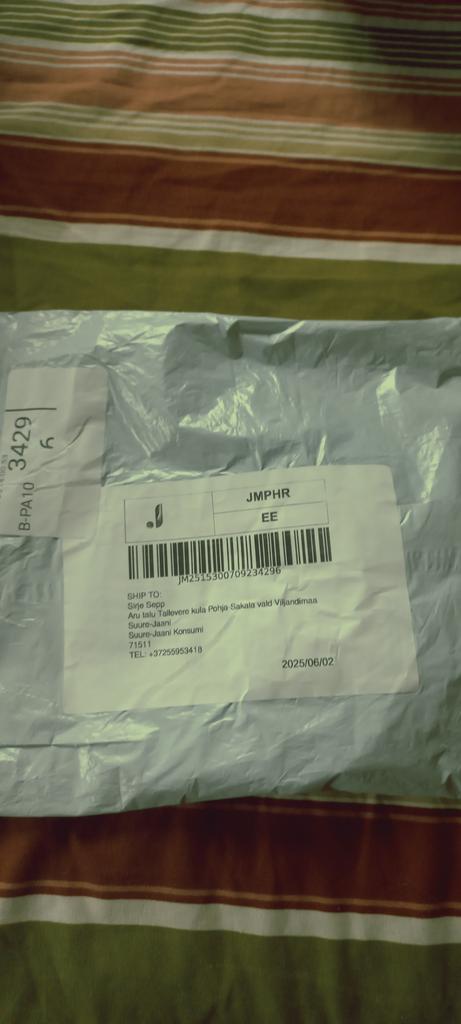 B-PA10 3429
JMPHR
EE
JM2515300709234296
SHIP TO:
Sirje Sepp
Aru talu Tallevere kula Pohja Sakala vald Viljandimaa
Suure-Jaani
Suure-Jaani Konsumi
71511
TEL: +37255953418
2025/06/02